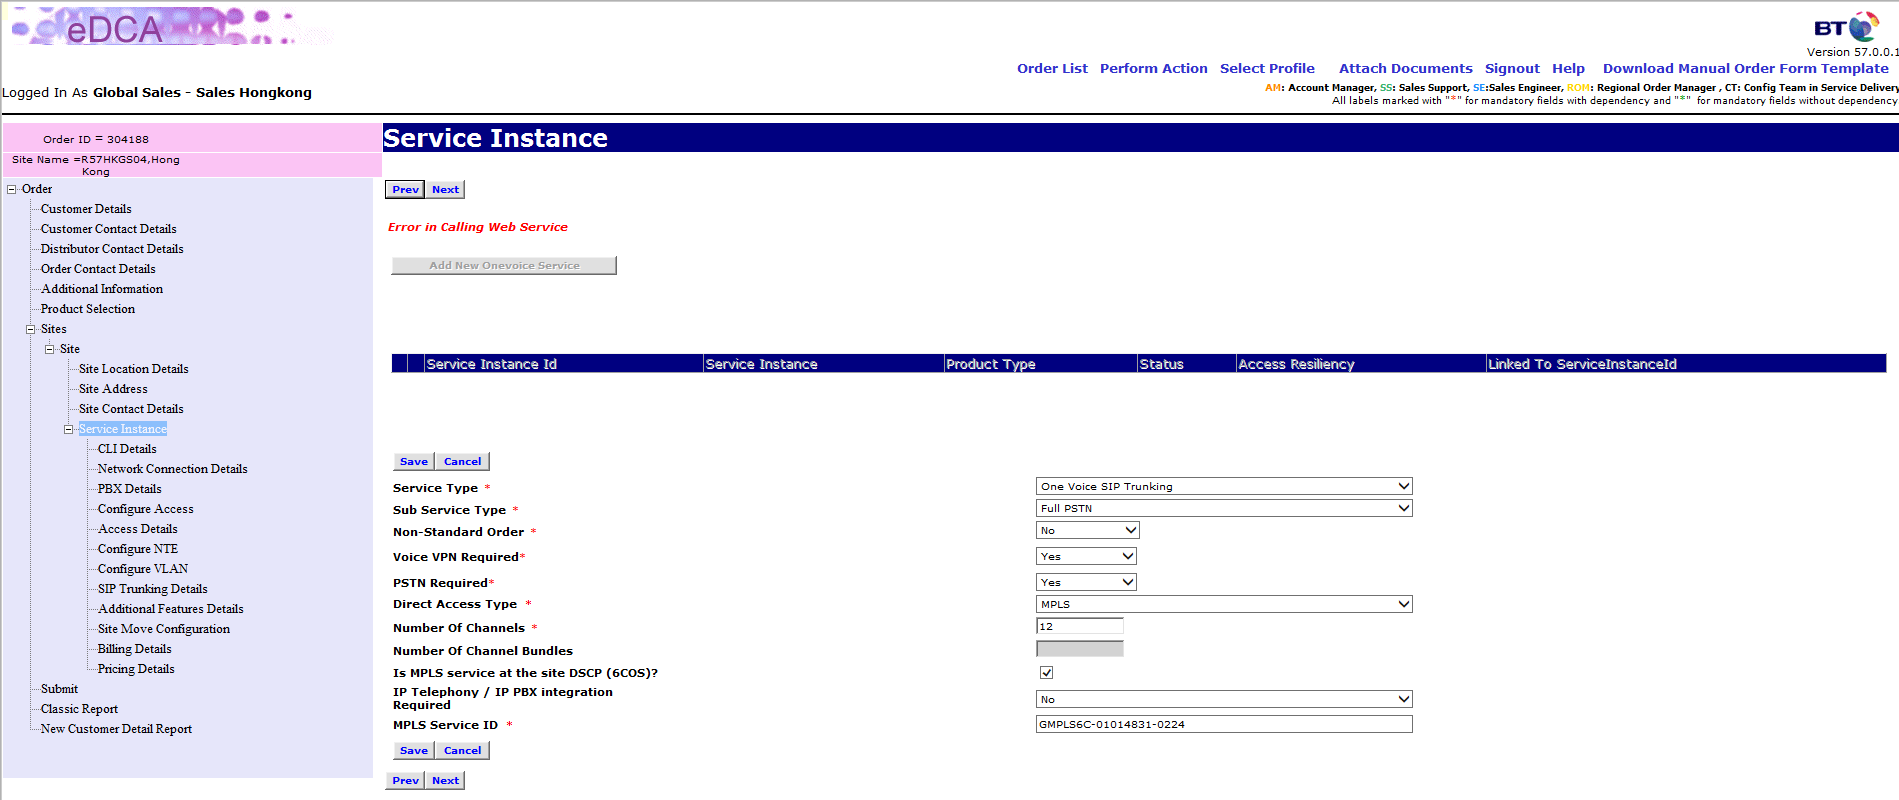 eDCA
BT
Version 57.0.0.1
Order List Perform Action Select Profile Attach Documents Signout Help Download Manual Order Form Template
Logged In As Global Sales - Sales Hongkong
AM: Account Manager, SS: Sales Support, SE:Sales Engineer, ROM: Regional Order Manager , CT: Config Team in Service Delivery
All labels marked with "*" for mandatory fields with dependency and "*" for mandatory fields without dependency
Order ID = 304188
Site Name =R57HKGS04,Hong
Kong
Order
Customer Details
Customer Contact Details
Distributor Contact Details
Order Contact Details
Additional Information
Product Selection
Sites
Site
Site Location Details
Site Address
Site Contact Details
Service Instance
CLI Details
Network Connection Details
PBX Details
Configure Access
Access Details
Configure NTE
Configure VLAN
SIP Trunking Details
Additional Features Details
Site Move Configuration
Billing Details
Pricing Details
Submit
Classic Report
New Customer Detail Report
Service Instance
Prev Next
Error in Calling Web Service
Add New Onevoice Service
Service Instance Id Service Instance Product Type Status Access Resiliency Linked To ServiceInstanceId
Save Cancel
Service Type * One Voice SIP Trunking
Sub Service Type * Full PSTN
Non-Standard Order * No
Voice VPN Required* Yes
PSTN Required* Yes
Direct Access Type * MPLS
Number Of Channels * 12
Number Of Channel Bundles
Is MPLS service at the site DSCP (6COS)?
IP Telephony / IP PBX integration
Required No
MPLS Service ID * GMPLS6C-01014831-0224
Save Cancel
Prev Next